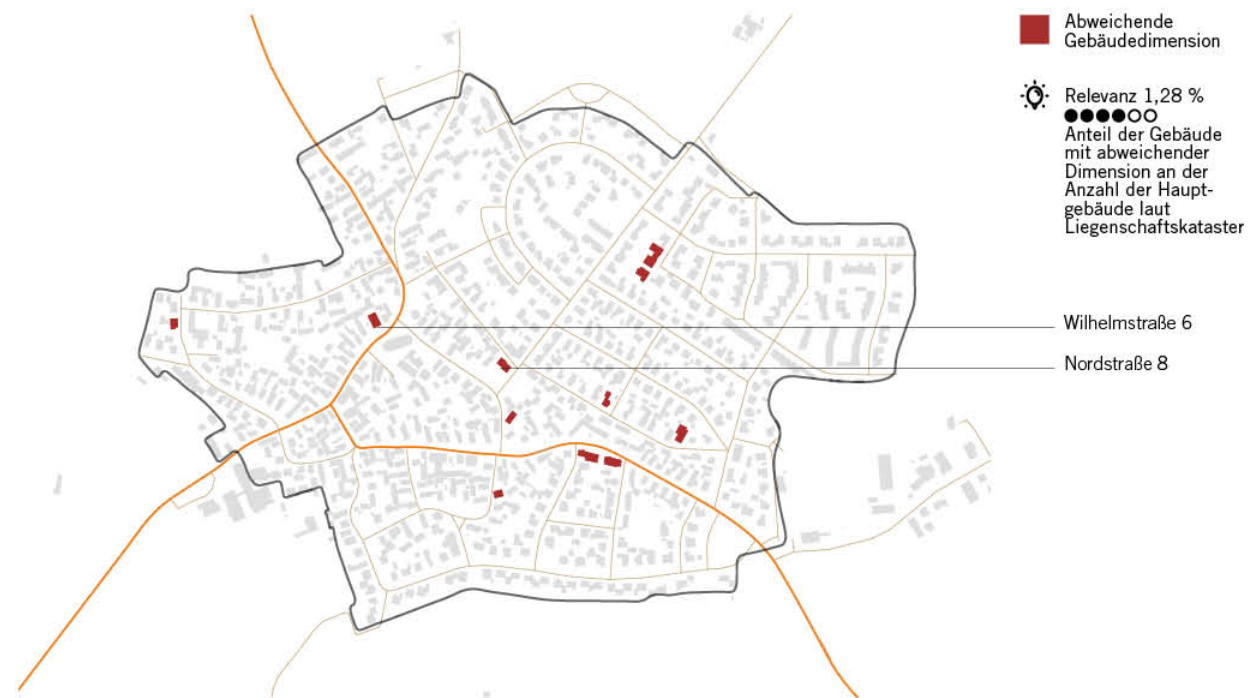 Abweichende
Gebäudedimension
Relevanz 1,28 %
Anteil der Gebäude
mit abweichender
Dimension an der
Anzahl der Haupt-
gebäude laut
Liegenschaftskataster
Wilhelmstraße 6
Nordstraße 8